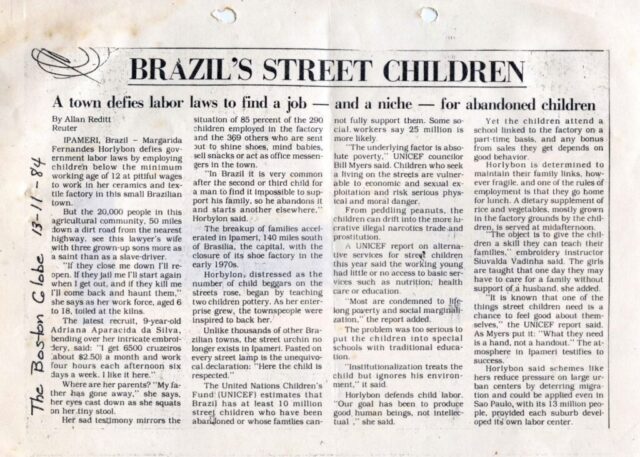 BRAZIL'S STREET CHILDREN
A town defies labor laws to find a job — and a niche — for abandoned children
By Allan Reditt
Reuter
IPAMERI, Brazil – Margarida
Fernandes Horlybon defies gov-
ernment labor laws by employing
children below the minimum
working age of 12 at pitiful wages
to work in her ceramics and tex-
tile factory in this small Brazilian
town.
But the 20,000 people in this
agricultural community, 50 miles
down a dirt road from the nearest
highway, see this lawyer's wife
with three grown-up sons more as
a saint than as a slave-driver.
"If they close me down I'll re-
open. If they jail me I'll start again
when I get out, and if they kill me
I'll come back and haunt them,"
she says as her work force, aged 6
to 18, toiled at the kilns.
The latest recruit, 9-year-old
Adriana Aparacida da Silva,
bending over her intricate embroi-
dery, said: "I get 6500 cruzeiros
(about $2.50) a month and work
four hours each afternoon six
days a week. I like it here."
Where are her parents? "My fa-
ther has gone away," she says,
her eyes cast down as she squats
on her tiny stool.
Her sad testimony mirrors the
situation of 85 percent of the 290
children employed in the factory
and the 369 others who are sent
out to shine shoes, mind babies,
sell snacks or act as office messen-
gers in the town.
"In Brazil it is very common
after the second or third child for
a man to find it impossible to sup-
port his family, so he abandons it
and starts another elsewhere,"
Horlybon said.
The breakup of families accel-
erated in Ipameri, 140 miles south
of Brasilia, the capital, with the
closure of its shoe factory in the
early 1970s.
Horlybon, distressed as the
number of child beggars on the
streets rose, began by teaching
two children pottery. As her enter-
prise grew, the townspeople were
inspired to back her.
Unlike thousands of other Bra-
zilian towns, the street urchin no
longer exists in Ipameri. Pasted on
every street lamp is the unequivo-
cal declaration: "Here the child is
respected."
The United Nations Children's
Fund (UNICEF) estimates that
Brazil has at least 10 million
street children who have been
abandoned or whose families can-
not fully support them. Some so-
cial workers say 25 million is
more likely.
"The underlying factor is abso-
lute poverty," UNICEF councilor
Bill Myers said. Children who seek
a living on the streets are vulner-
able to economic and sexual ex-
ploitation and risk serious phys-
ical and moral danger.
From peddling peanuts, the
children can drift into the more lu-
crative illegal narcotics trade and
prostitution.
A UNICEF report on alterna-
tive services for street children
this year said the working young
had little or no access to basic ser-
vices such as nutrition, health
care or education.
"Most are condemned to life-
long poverty and social marginali-
zation," the report added.
The problem was too serious to
put the children into special
schools with traditional educa-
tion.
"Institutionalization treats the
child but ignores his environ-
ment," it said.
Horlybon defends child labor.
"Our goal has been to produce
good human beings, not intellec-
tual ," she said.
Yet the children attend a
school linked to the factory on a
part-time basis, and any bonus
from sales they get depends on
good behavior.
Horlybon is determined to
maintain their family links, how-
ever fragile, and one of the rules of
employment is that they go home
for lunch. A dietary supplement of
rice and vegetables, mostly grown
in the factory grounds by the chil-
dren, is served at midafternoon.
"The object is to give the chil-
dren a skill they can teach their
families," embroidery instructor
Siuvalda Vadinha said. The girls
are taught that one day they may
have to care for a family without
support of a husband, she added.
"It is known that one of the
things street children need is a
chance to feel good about them-
selves," the UNICEF report said.
As Myers put it: "What they need
is a hand, not a handout." The at-
mosphere in Ipameri testifies to
success.
Horlybon said schemes like
hers reduce pressure on large ur-
ban centers by deterring migra-
tion and could be applied even in
Sao Paulo, with its 13 million peo-
ple, provided each suburb devel-
oped its own labor center.
The Boston Globe 13-11-84